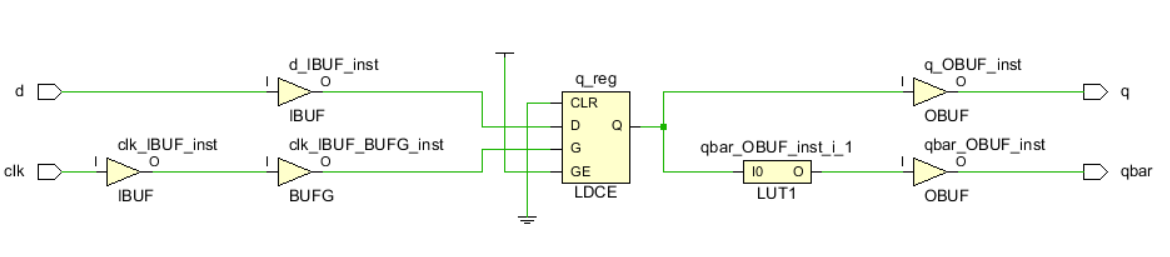 d_IBUF_inst
q_reg
q_OBUF_inst
d
I
O
CLR
I
O
q
IBUF
D
Q
OBUF
clk_IBUF_inst
clk_IBUF_BUFG_inst
G
qbar_OBUF_inst_i_1
qbar_OBUF_inst
clk
I
O
I
O
GE
I0
O
I
O
qbar
IBUF
BUFG
LDCE
LUT1
OBUF